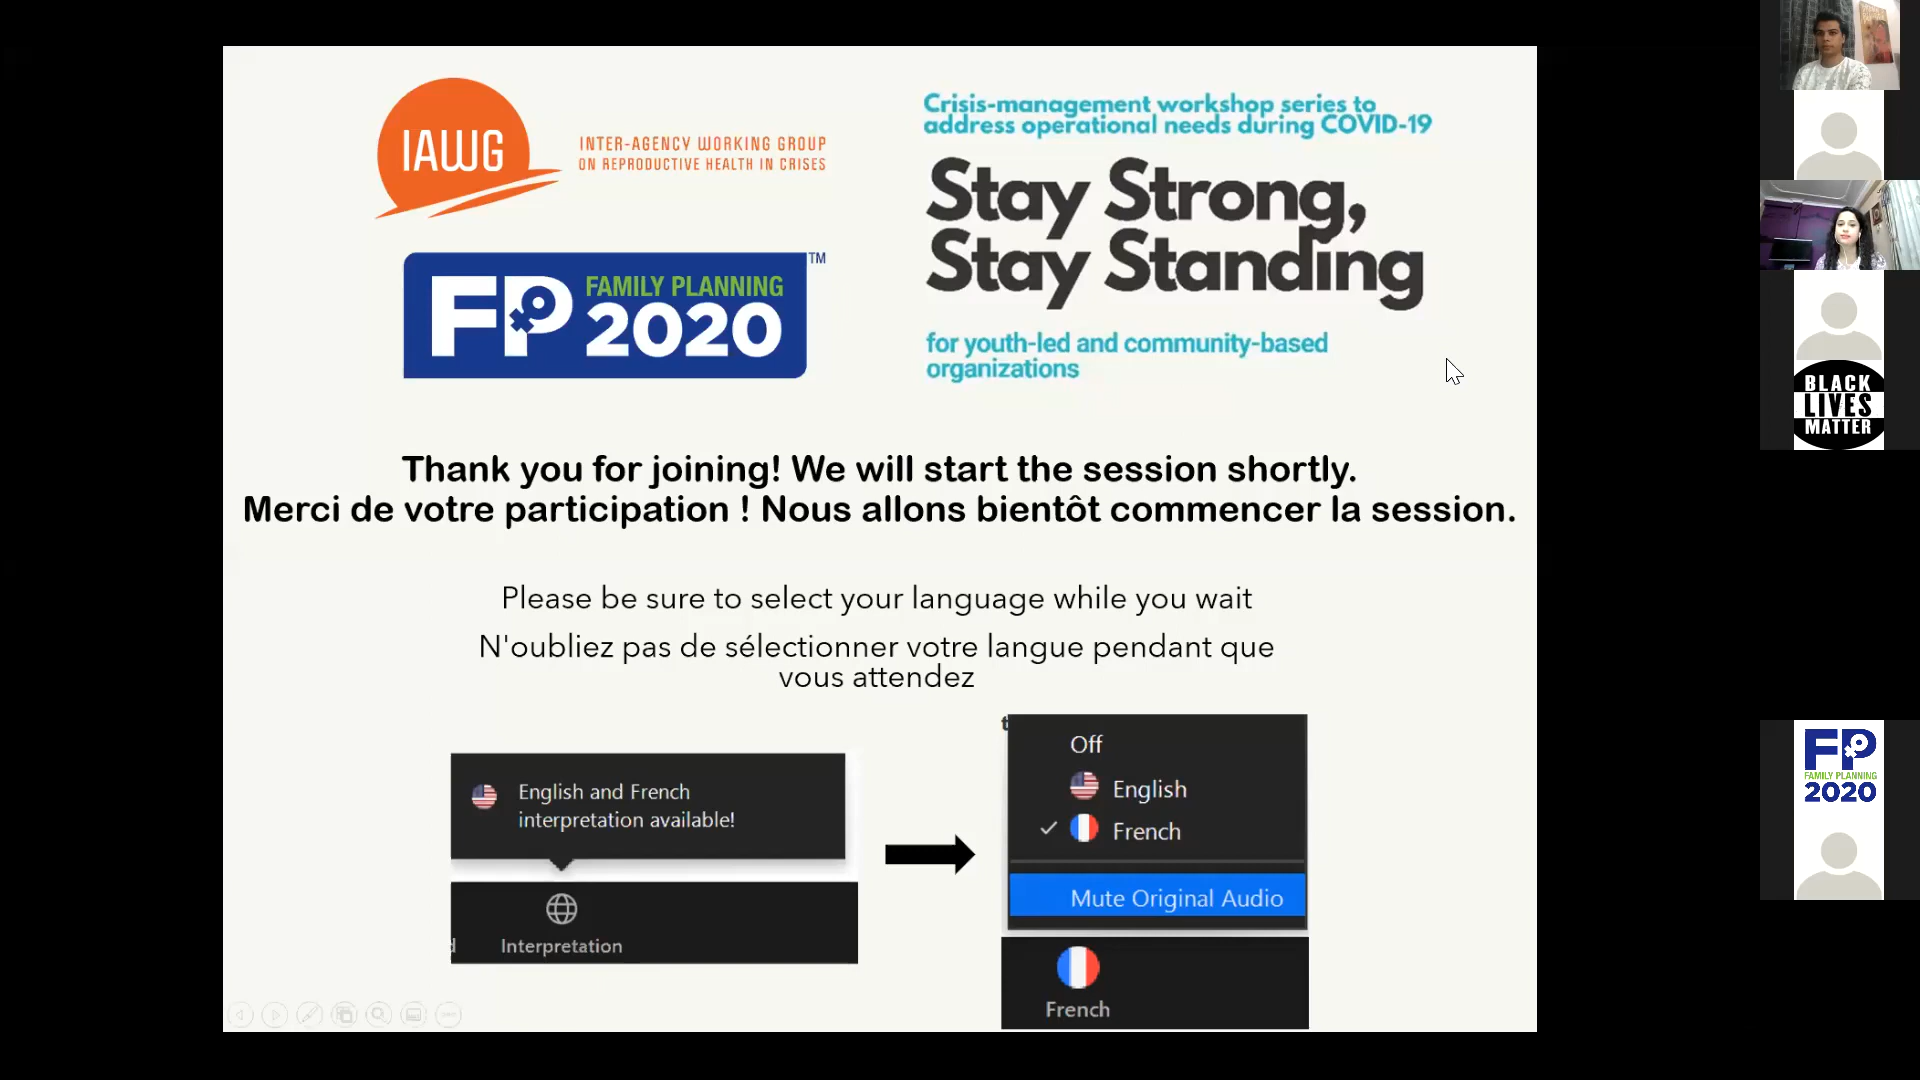 IAWG
INTER-AGENCY WORKING GROUP
ON REPRODUCTIVE HEALTH IN CRISES
FP FAMILY PLANNING
2020
TM
Crisis-management workshop series to
address operational needs during COVID-19
Stay Strong,
Stay Standing
for youth-led and community-based
organizations
Thank you for joining! We will start the session shortly.
Merci de votre participation ! Nous allons bientôt commencer la session.
Please be sure to select your language while you wait
N'oubliez pas de sélectionner votre langue pendant que
vous attendez
English and French
interpretation available!
Interpretation
Off
English
French
Mute Original Audio
French
BLACK
LIVES
MATTER
FP
FAMILY PLANNING
2020